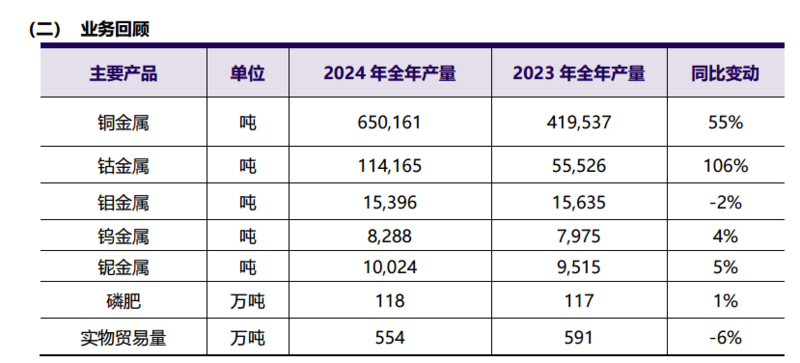 （二） 业务回顾
主要产品 单位 2024 年全年产量 2023 年全年产量 同比变动
铜金属 吨 650,161 419,537 55%
钴金属 吨 114,165 55,526 106%
钼金属 吨 15,396 15,635 -2%
钨金属 吨 8,288 7,975 4%
铌金属 吨 10,024 9,515 5%
磷肥 万吨 118 117 1%
实物贸易量 万吨 554 591 -6%